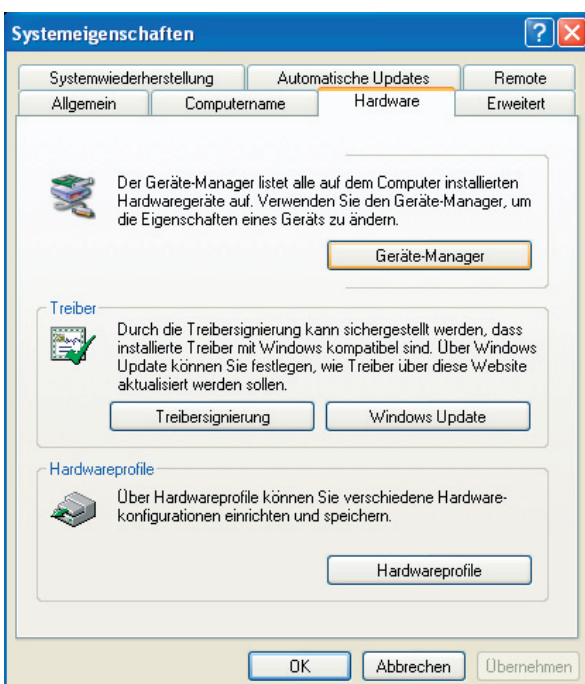 Systemeigenschaften
Systemwiederherstellung Automatische Updates Remote
Allgemein Computername Hardware Erweitert
Der Geräte-Manager listet alle auf dem Computer installierten
Hardwaregeräte auf. Verwenden Sie den Geräte-Manager, um
die Eigenschaften eines Geräts zu ändern.
Geräte-Manager
Treiber
Durch die Treibersignierung kann sichergestellt werden, dass
installierte Treiber mit Windows kompatibel sind. Über Windows
Update können Sie festlegen, wie Treiber über diese Website
aktualisiert werden sollen.
Treibersignierung Windows Update
Hardwareprofile
Über Hardwareprofile können Sie verschiedene Hardware-
konfigurationen einrichten und speichern.
Hardwareprofile
OK Abbrechen Übernehmen